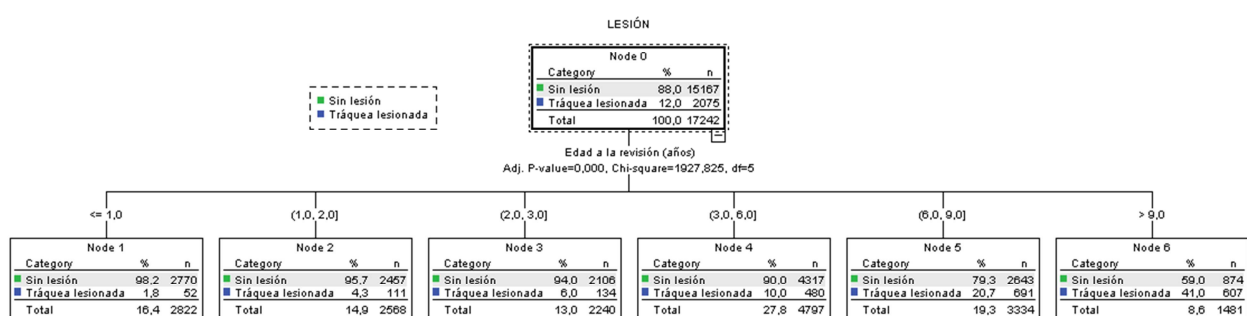 LESIÓN
Node 0
Category % n
Sin lesión 88,0 15167
Tráquea lesionada 12,0 2075
Total 100,0 17242
Sin lesión
Tráquea lesionada
Edad a la revisión (años)
Adj. P-value=0,000, Chi-square=1927,825, df=5
<= 1,0 (1,0, 2,0] (2,0, 3,0] (3,0, 6,0] (6,0, 9,0] > 9,0
Node 1 Node 2 Node 3 Node 4 Node 5 Node 6
Category % n Category % n Category % n Category % n Category % n Category % n
Sin lesión 98,2 2770 Sin lesión 95,7 2457 Sin lesión 94,0 2106 Sin lesión 90,0 4317 Sin lesión 79,3 2643 Sin lesión 59,0 874
Tráquea lesionada 1,8 52 Tráquea lesionada 4,3 111 Tráquea lesionada 6,0 134 Tráquea lesionada 10,0 480 Tráquea lesionada 20,7 691 Tráquea lesionada 41,0 607
Total 16,4 2822 Total 14,9 2568 Total 13,0 2240 Total 27,8 4797 Total 19,3 3334 Total 8,6 1481